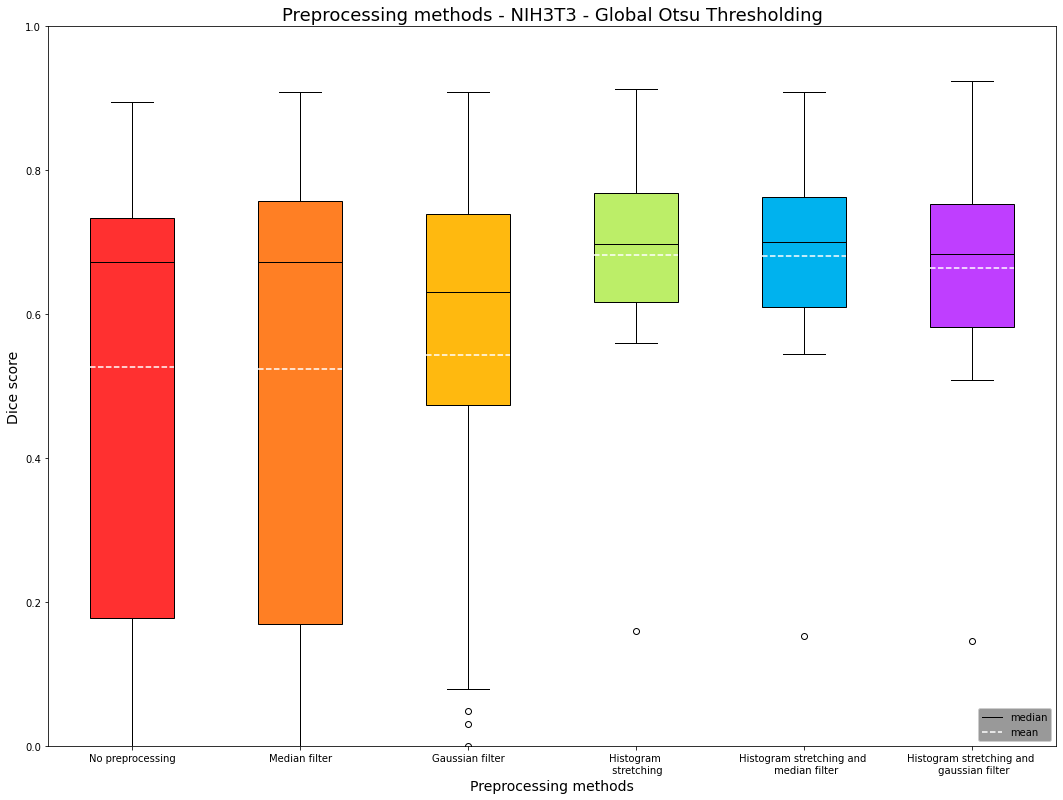 Preprocessing methods - NIH3T3 - Global Otsu Thresholding
1.0
0.8
0.6
0.4
0.2
0.0
Dice score
median
mean
No preprocessing
Median filter
Gaussian filter
Histogram
stretching
Histogram stretching and
median filter
Histogram stretching and
gaussian filter
Preprocessing methods